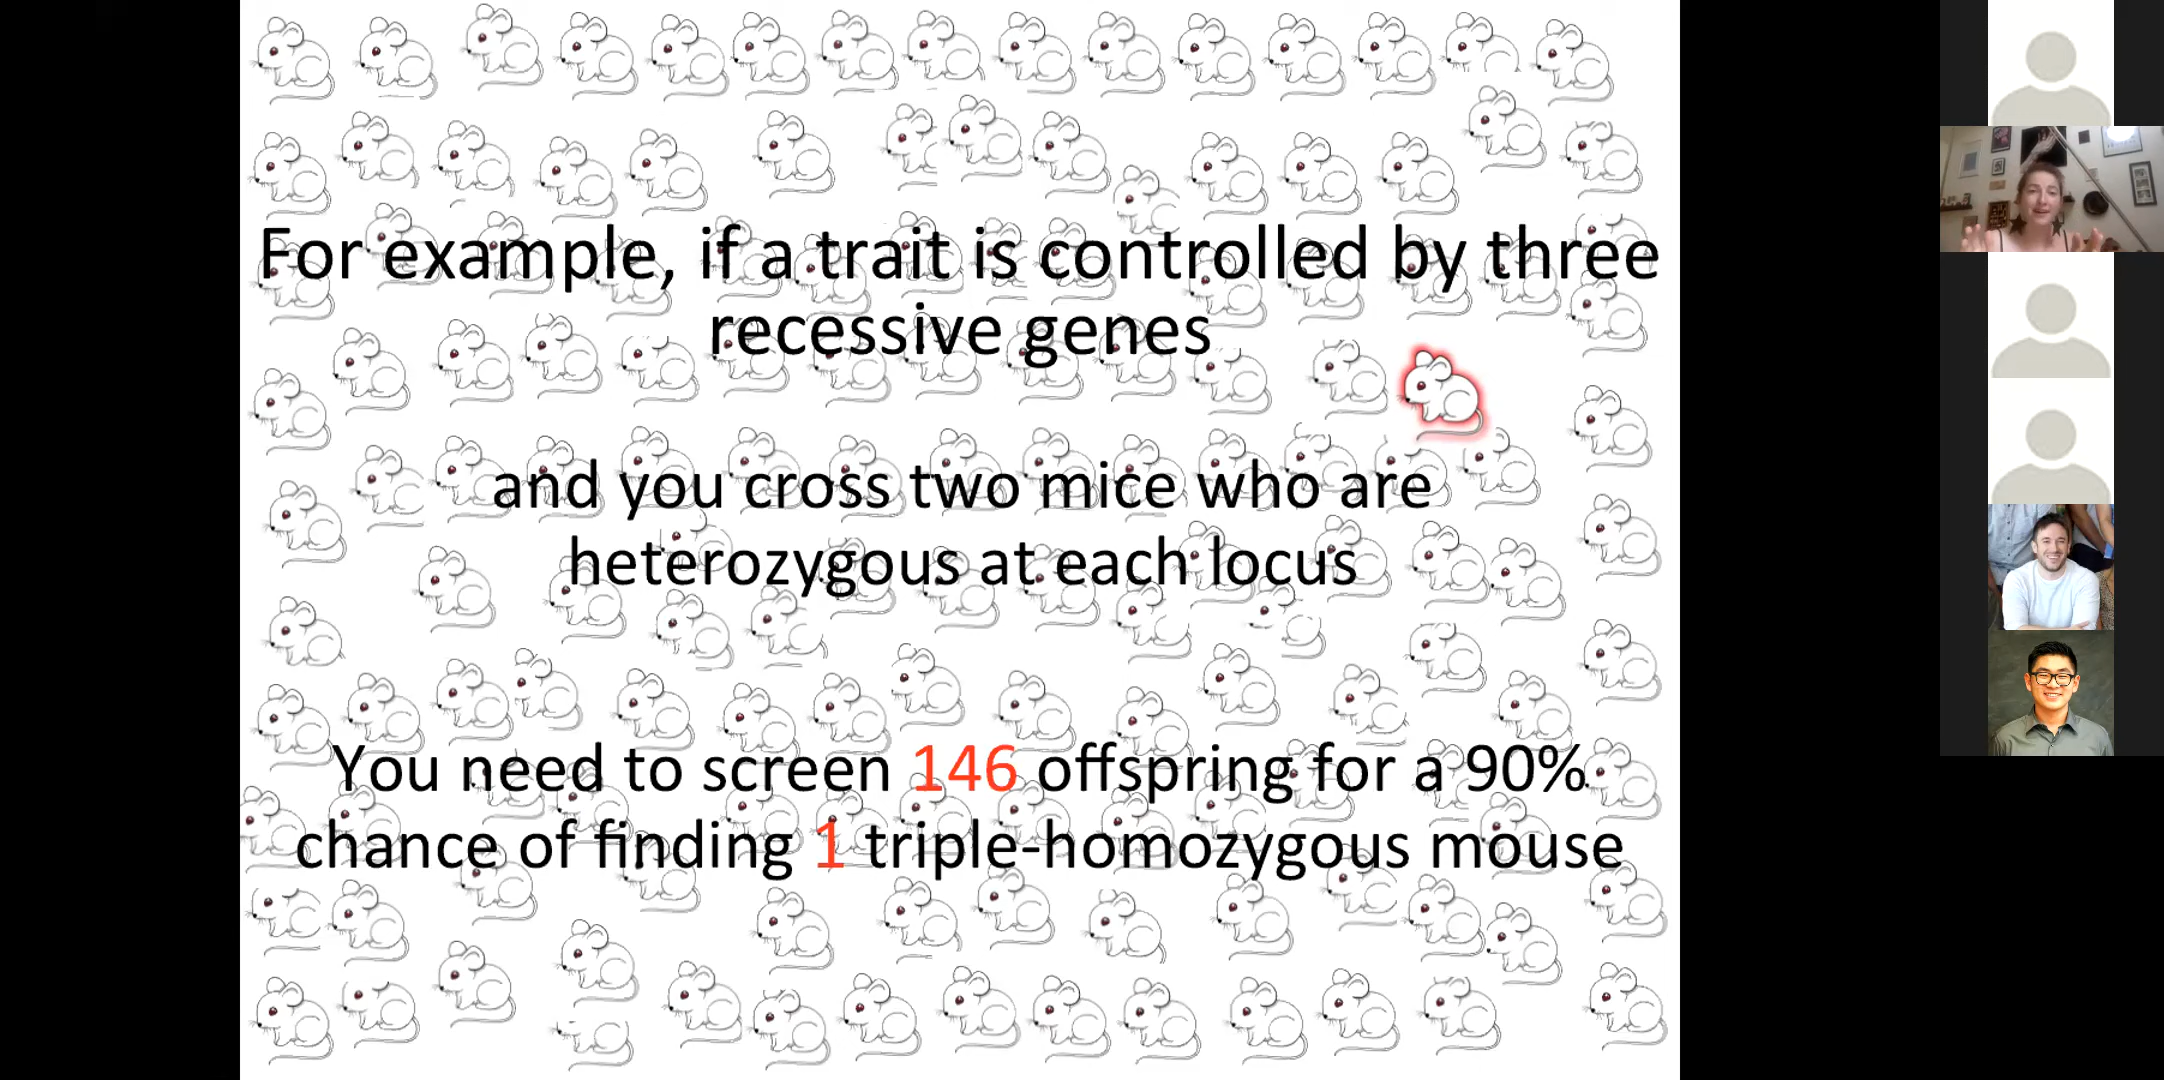 For example, if a trait is controlled by three
recessive genes
and you cross two mice who are
heterozygous at each locus
You need to screen 146 offspring for a 90%
chance of finding 1 triple-homozygous mouse